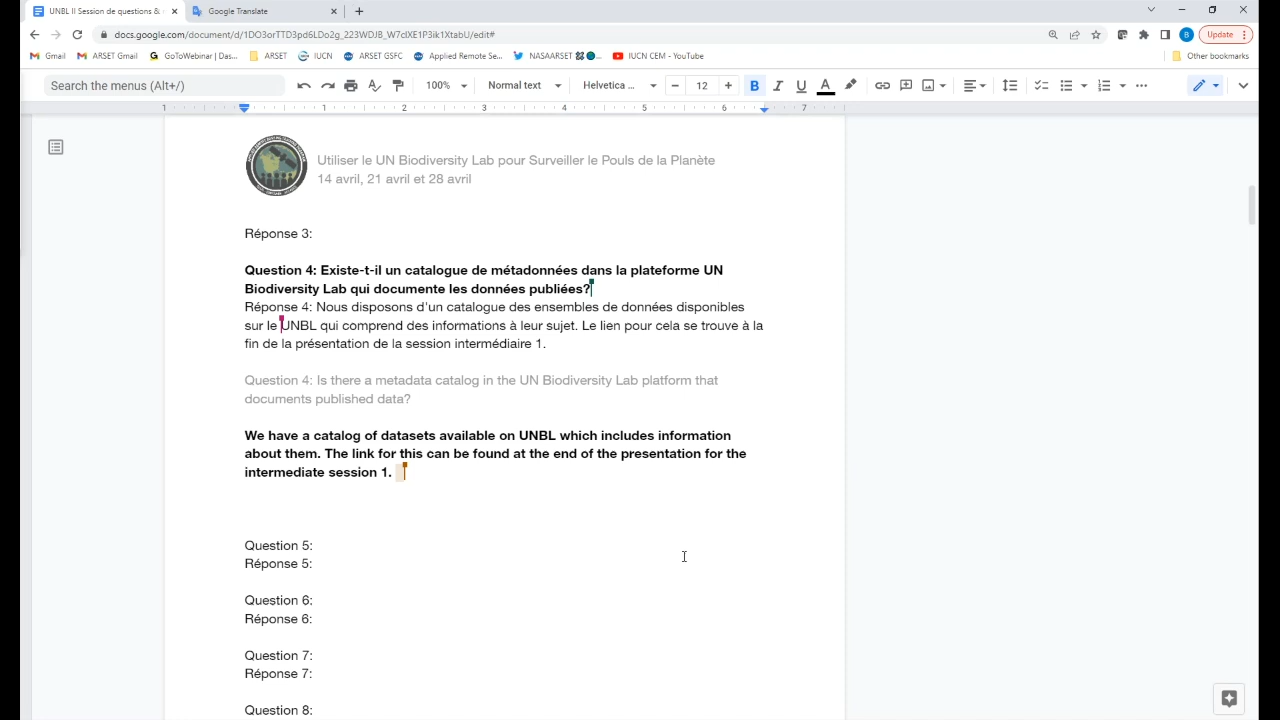 UNBL II Session de questions &
Google Translate
docs.google.com/document/d/1DO3orTTD3pd6LDo2g_223WDJB_W7clXE1P3ik1XtabU/edit#
Update
Gmail
ARSET Gmail
GoToWebinar | Das...
ARSET
IUCN
ARSET GSFC
Applied Remote Se...
NASAARSET
IUCN CEM - YouTube
Other bookmarks
Search the menus (Alt+/)
100%
Normal text
Helvetica ...
12
1 1 2 3 4 5 6 7
Utiliser le UN Biodiversity Lab pour Surveiller le Pouls de la Planète
14 avril, 21 avril et 28 avril
Réponse 3:
Question 4: Existe-t-il un catalogue de métadonnées dans la plateforme UN
Biodiversity Lab qui documente les données publiées?
Réponse 4: Nous disposons d'un catalogue des ensembles de données disponibles
sur le UNBL qui comprend des informations à leur sujet. Le lien pour cela se trouve à la
fin de la présentation de la session intermédiaire 1.
Question 4: Is there a metadata catalog in the UN Biodiversity Lab platform that
documents published data?
We have a catalog of datasets available on UNBL which includes information
about them. The link for this can be found at the end of the presentation for the
intermediate session 1.
Question 5:
Réponse 5:
Question 6:
Réponse 6:
Question 7:
Réponse 7:
Question 8: